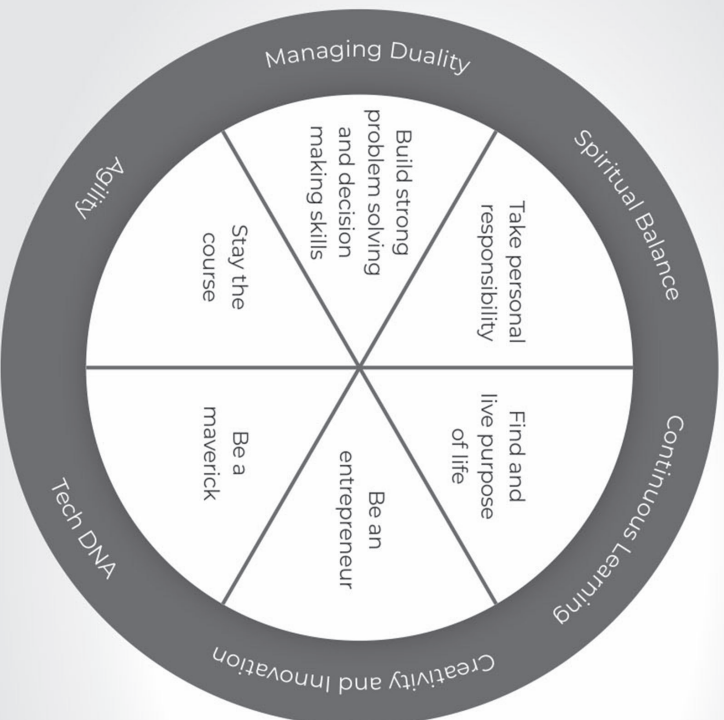 Managing Duality
Spiritual Balance
Continuous Learning
Creativity and Innovation
Tech DNA
Agility
Build strong
problem solving
and decision
making skills
Take personal
responsibility
Find and
live purpose
of life
Be an
entrepreneur
Be a
maverick
Stay the
course